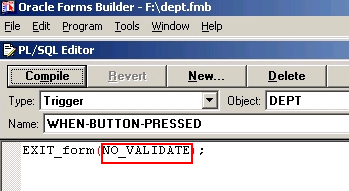 Oracle Forms Builder - F:\dept.fmb
File Edit Program Tools Window Help
PL/SQL Editor
Compile Revert New... Delete
Type: Trigger Object: DEPT
Name: WHEN-BUTTON-PRESSED
EXIT_form(NO_VALIDATE);